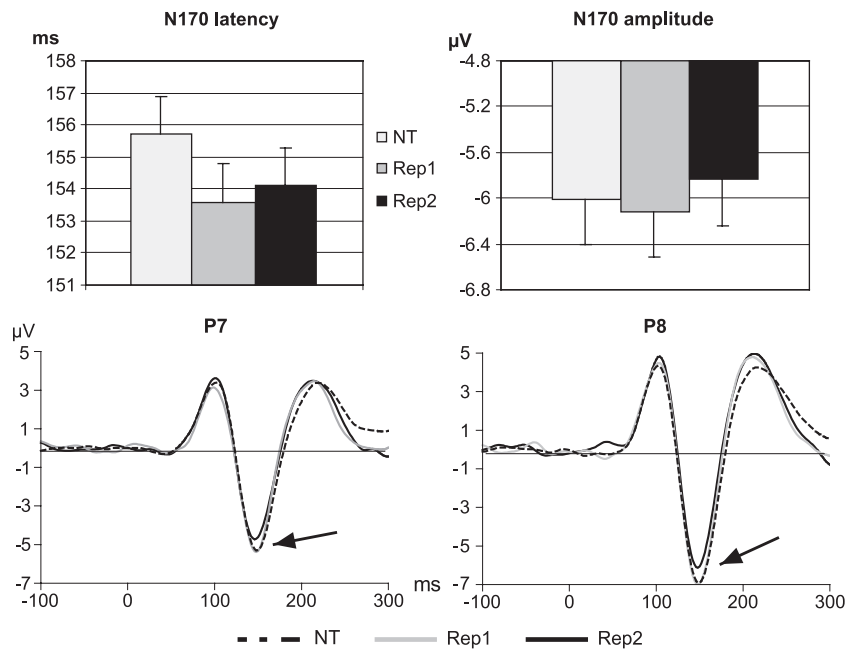 N170 latency
ms
158
157
156
155
154
153
152
151
NT
Rep1
Rep2
N170 amplitude
µV
-4.8
-5.2
-5.6
-6
-6.4
-6.8
P7
µV
5
3
1
-1
-3
-5
-7
-100 0 100 200 300
ms
P8
5
3
1
-1
-3
-5
-7
-100 0 100 200 300
NT Rep1 Rep2